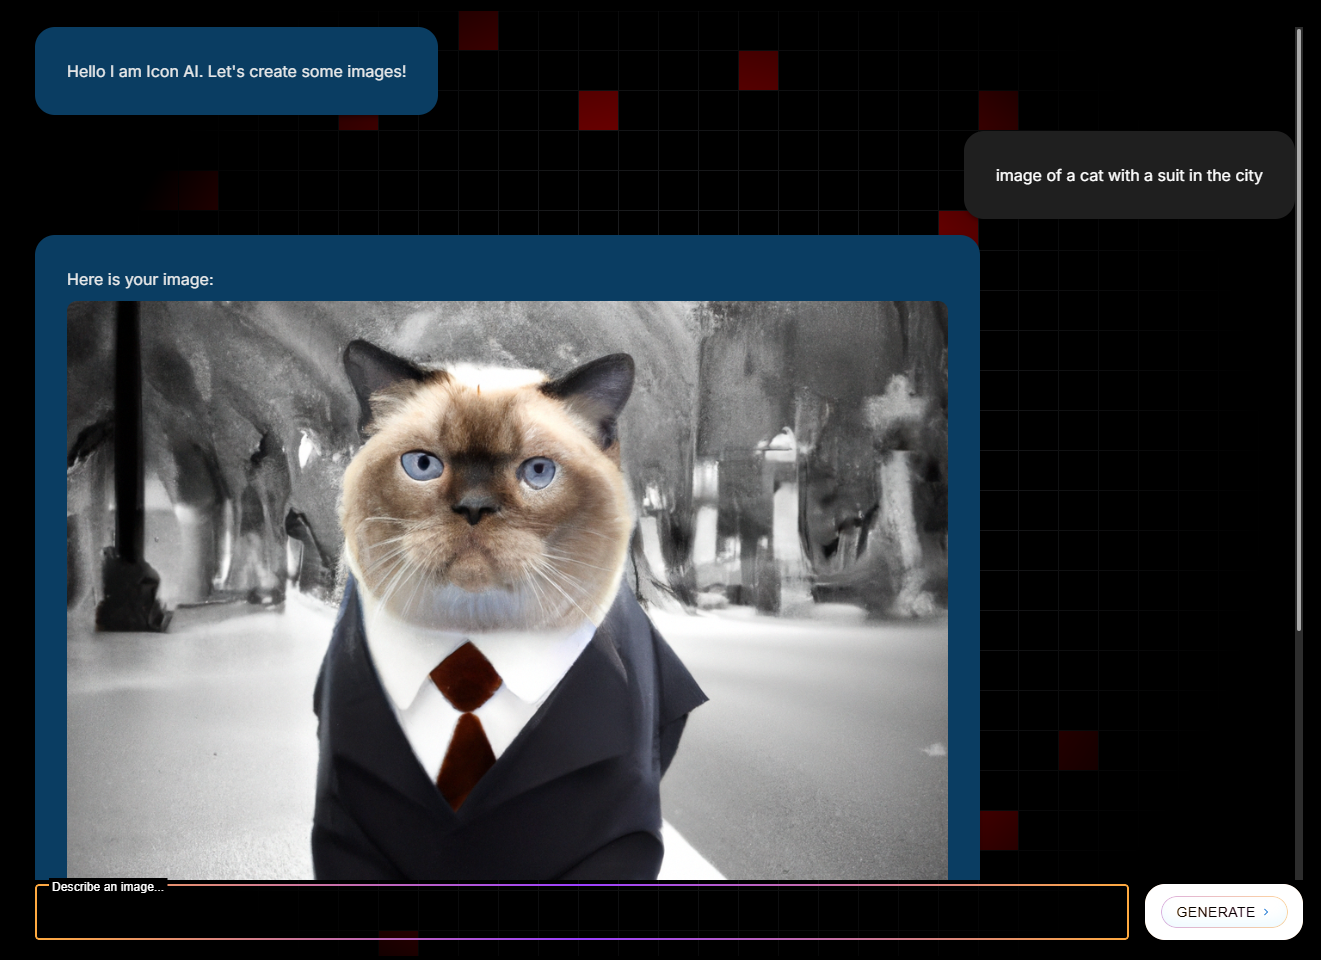 Hello I am Icon AI. Let's create some images!
image of a cat with a suit in the city
Here is your image:
Describe an image...
GENERATE